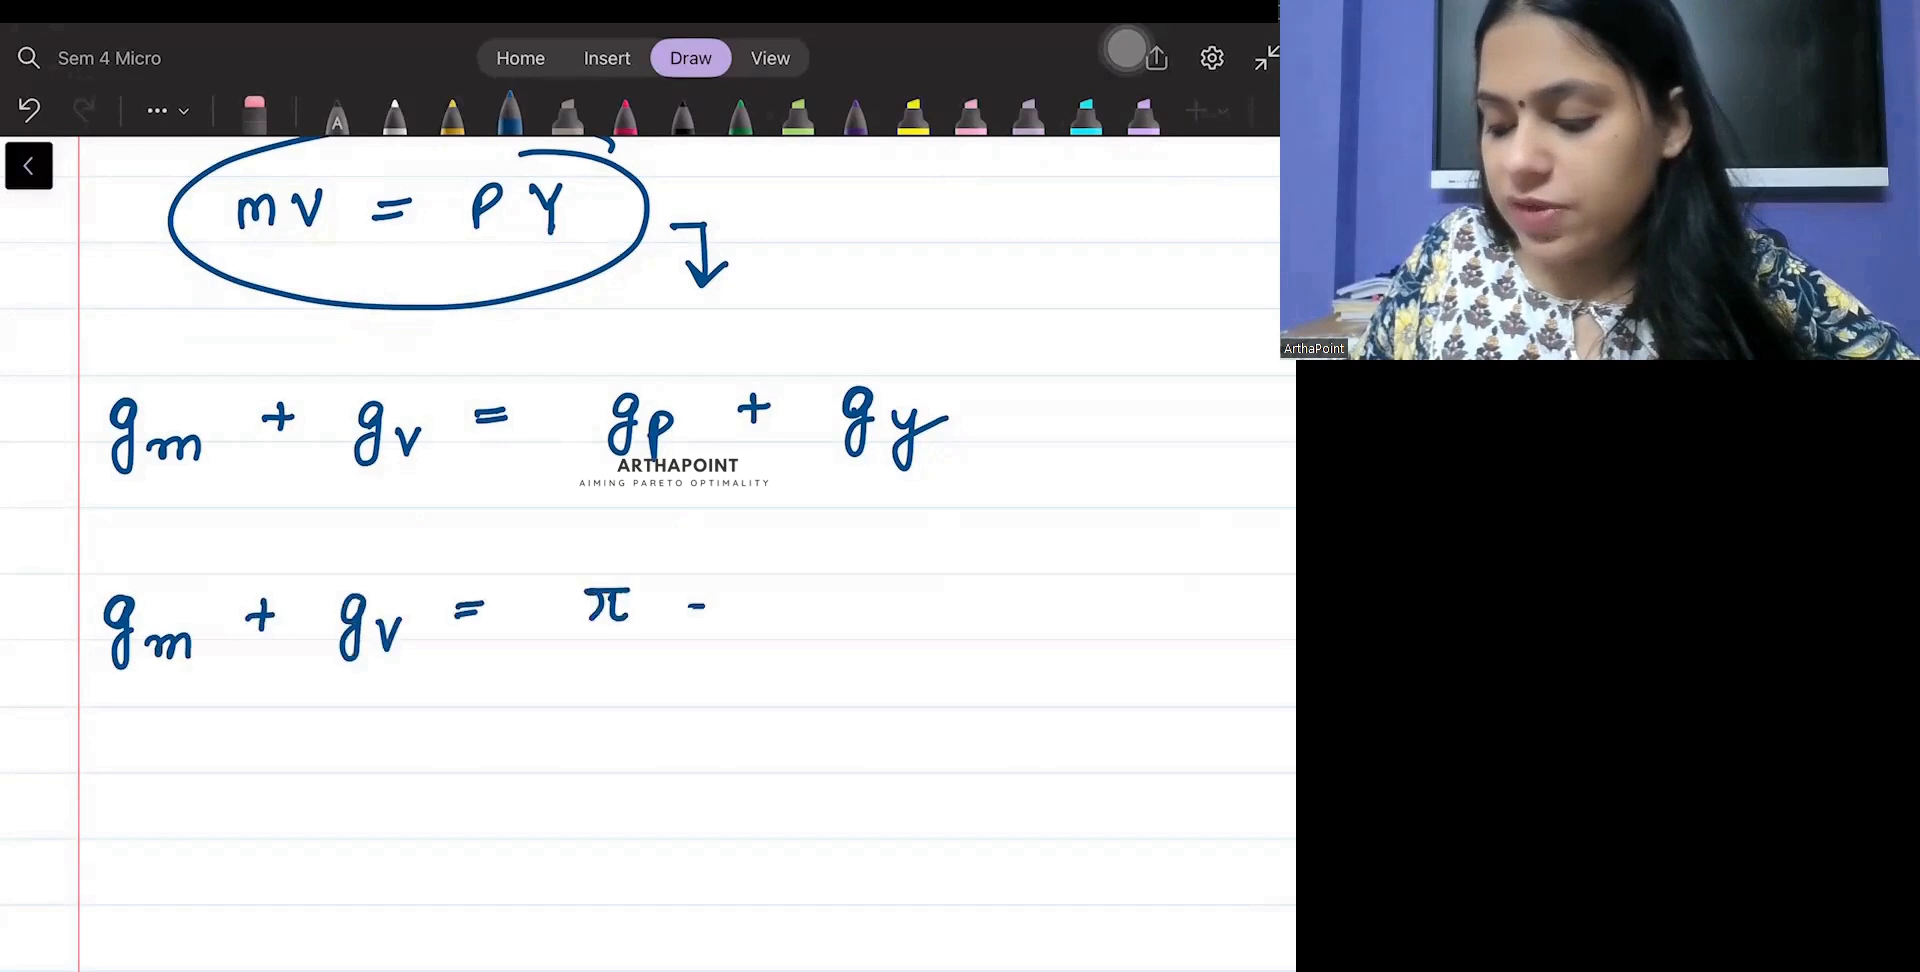 Sem 4 Micro
Home Insert Draw View
A
mV = PY
ArthaPoint
gm + gv = gp + gy
ARTHAPOINT
AIMING PARETO OPTIMALITY
gm + gv = π -